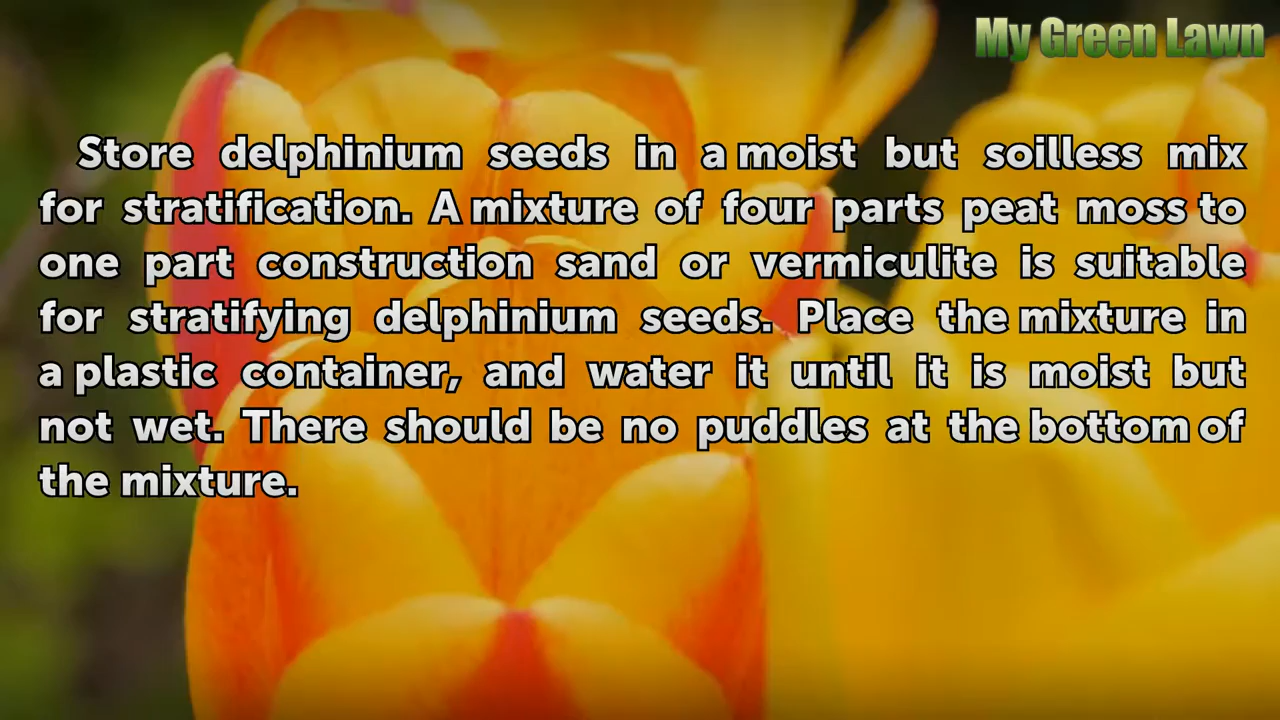 My Green Lawn
Store delphinium seeds in a moist but soilless mix
for stratification. A mixture of four parts peat moss to
one part construction sand or vermiculite is suitable
for stratifying delphinium seeds. Place the mixture in
a plastic container, and water it until it is moist but
not wet. There should be no puddles at the bottom of
the mixture.